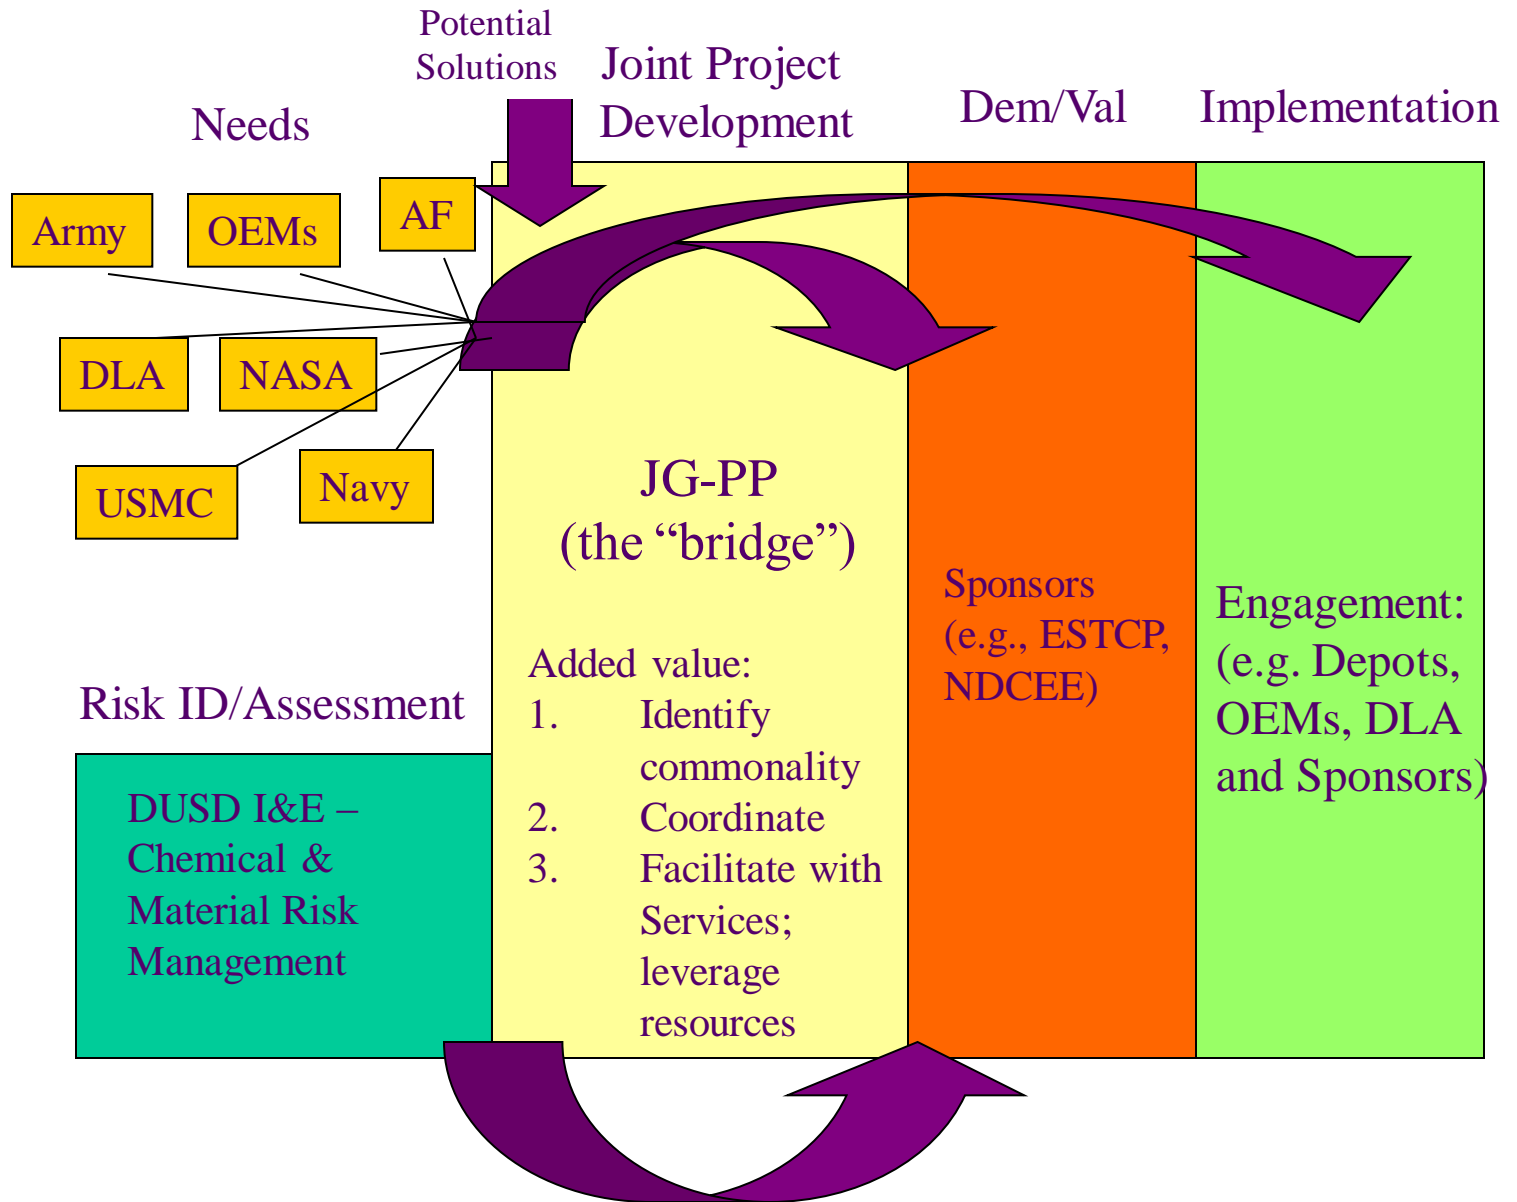 Potential
Solutions
Joint Project
Development
Dem/Val
Implementation
Needs
Army
OEMs
AF
DLA
NASA
USMC
Navy
JG-PP
(the “bridge”)
Added value:
1. Identify
commonality
2. Coordinate
3. Facilitate with
Services;
leverage
resources
Sponsors
(e.g., ESTCP,
NDCEE)
Engagement:
(e.g. Depots,
OEMs, DLA
and Sponsors)
Risk ID/Assessment
DUSD I&E –
Chemical &
Material Risk
Management